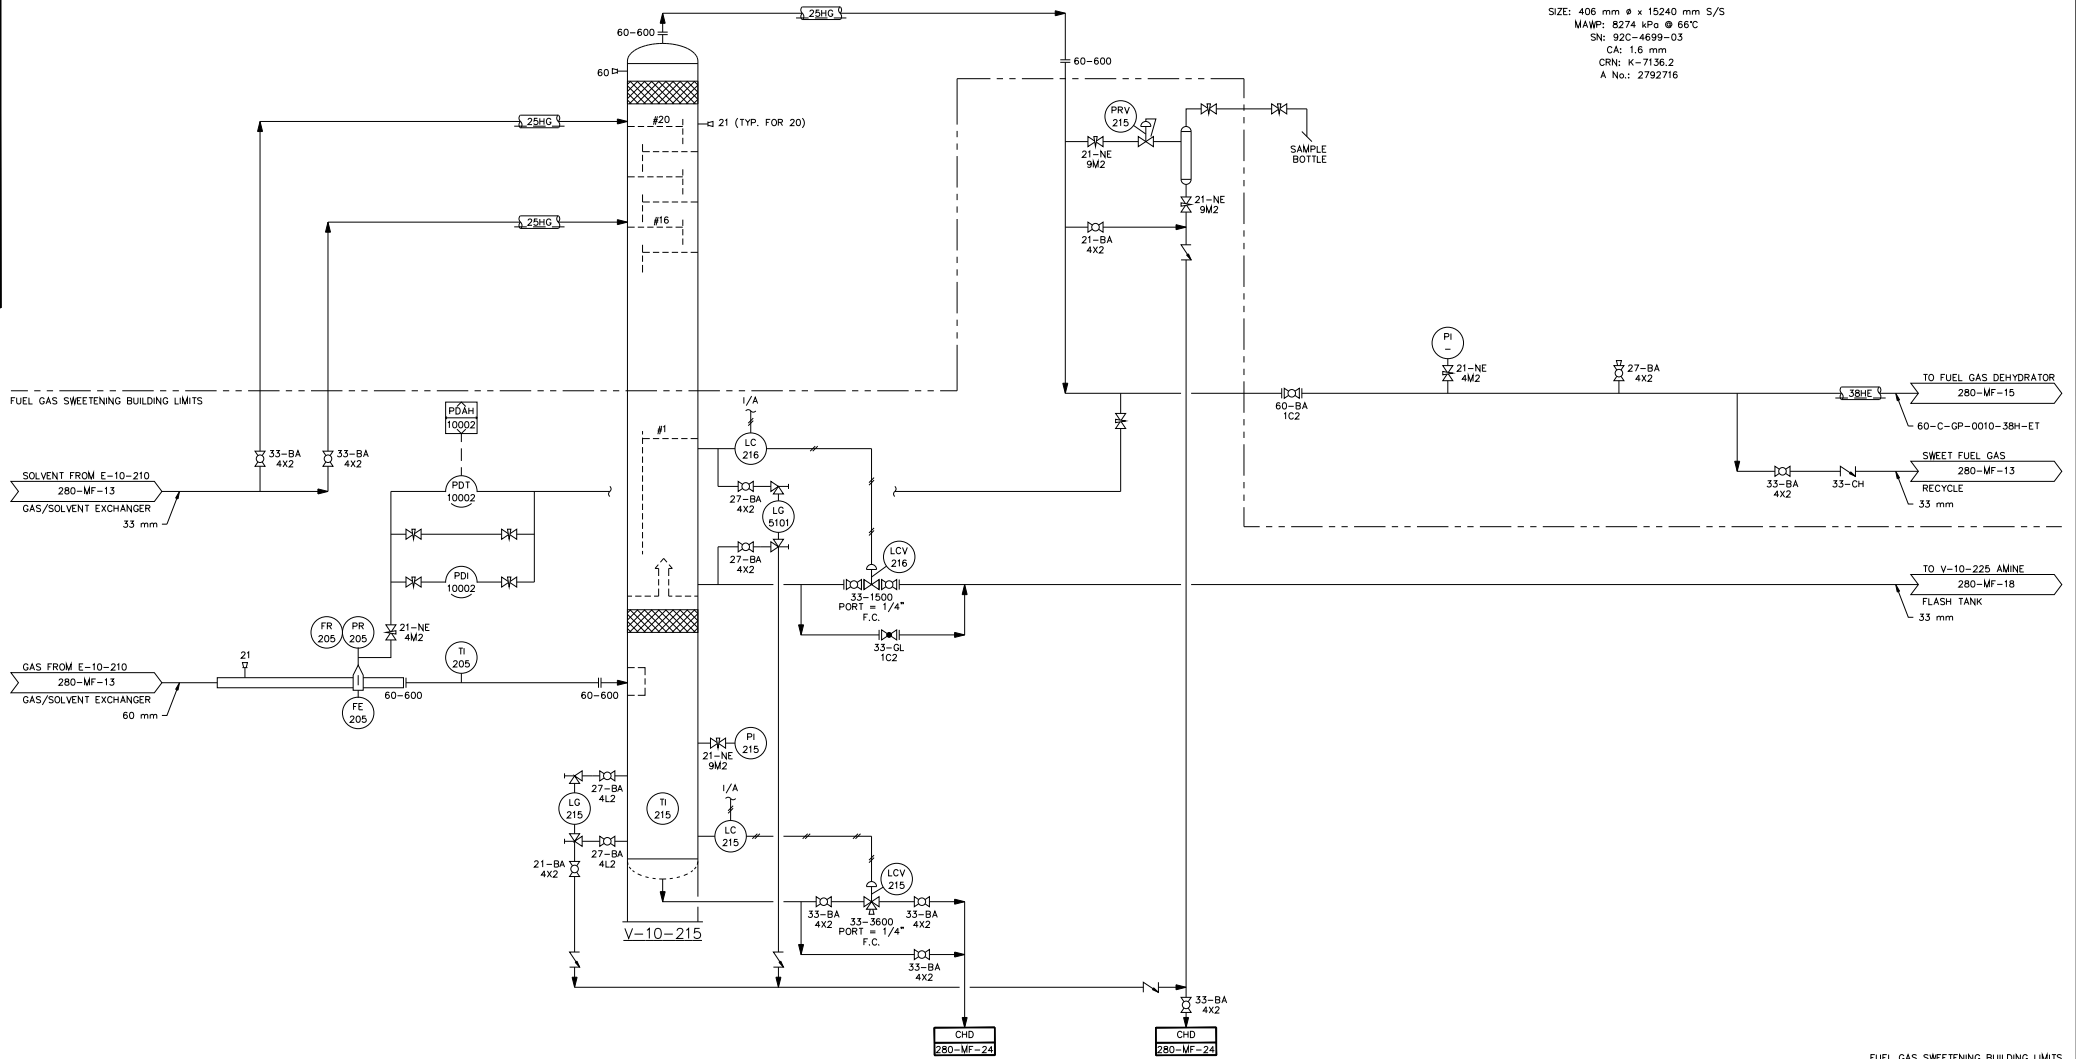 SIZE: 406 mm ø x 15240 mm S/S
MAWP: 8274 kPa @ 66°C
SN: 92C-4699-03
CA: 1.6 mm
CRN: K-7136.2
A No.: 2792716
25HG
60-600
60
60-600
25HG
#20
21 (TYP. FOR 20)
PRV
215
21-NE
9M2
SAMPLE
BOTTLE
25HG
#16
21-NE
9M2
21-BA
4X2
FUEL GAS SWEETENING BUILDING LIMITS
PI
-
21-NE
4M2
27-BA
4X2
60-BA
1C2
38HE
TO FUEL GAS DEHYDRATOR
280-MF-15
60-C-GP-0010-38H-ET
SWEET FUEL GAS
280-MF-13
RECYCLE
33 mm
33-BA
4X2
33-CH
PDAH
10002
I/A
#1
LC
216
33-BA
4X2
33-BA
4X2
SOLVENT FROM E-10-210
280-MF-13
GAS/SOLVENT EXCHANGER
33 mm
PDT
10002
27-BA
4X2
LG
5101
27-BA
4X2
LCV
216
33-1500
PORT = 1/4"
F.C.
33-GL
1C2
TO V-10-225 AMINE
280-MF-18
FLASH TANK
33 mm
PDI
10002
FR
205
PR
205
21-NE
4M2
21
TI
205
GAS FROM E-10-210
280-MF-13
GAS/SOLVENT EXCHANGER
60 mm
60-600
60-600
FE
205
21-NE
9M2
PI
215
27-BA
4L2
LG
215
TI
215
I/A
LC
215
27-BA
4L2
21-BA
4X2
LCV
215
33-BA
4X2
33-3600
PORT = 1/4"
F.C.
33-BA
4X2
V-10-215
33-BA
4X2
33-BA
4X2
CHD
280-MF-24
CHD
280-MF-24
FUEL GAS SWEETENING BUILDING LIMITS